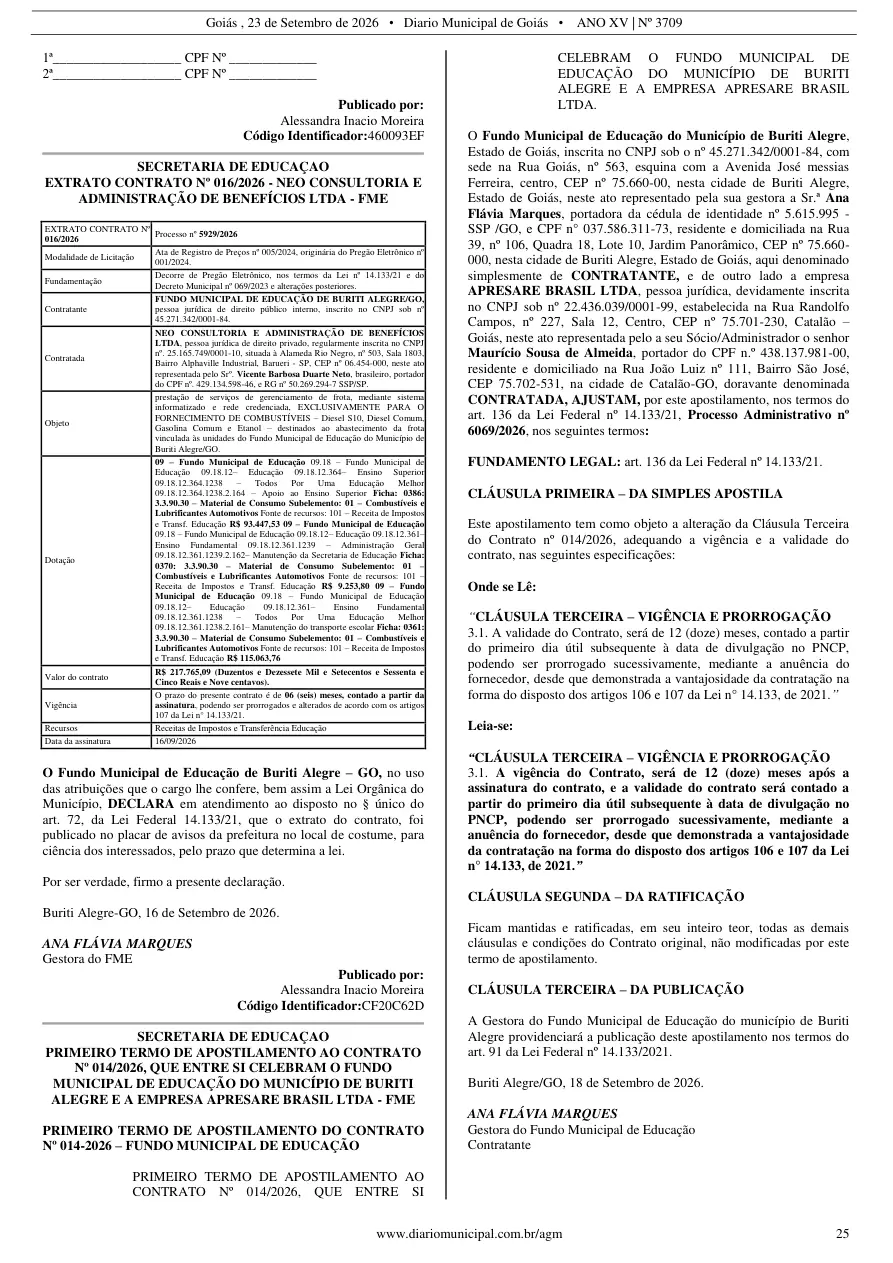 Goiás , 23 de Setembro de 2026 • Diario Municipal de Goiás • ANO XV | Nº 3709
1ª___________________ CPF Nº _____________
2ª___________________ CPF Nº _____________
Publicado por:
Alessandra Inacio Moreira
Código Identificador:460093EF
SECRETARIA DE EDUCAÇAO
EXTRATO CONTRATO Nº 016/2026 - NEO CONSULTORIA E
ADMINISTRAÇÃO DE BENEFÍCIOS LTDA - FME
EXTRATO CONTRATO Nº
016/2026
Processo nº 5929/2026
Modalidade de Licitação
Ata de Registro de Preços nº 005/2024, originária do Pregão Eletrônico nº
001/2024.
Fundamentação
Decorre de Pregão Eletrônico, nos termos da Lei nº 14.133/21 e do
Decreto Municipal nº 069/2023 e alterações posteriores.
Contratante
FUNDO MUNICIPAL DE EDUCAÇÃO DE BURITI ALEGRE/GO,
pessoa jurídica de direito público interno, inscrito no CNPJ sob nº
45.271.342/0001-84.
Contratada
NEO CONSULTORIA E ADMINISTRAÇÃO DE BENEFÍCIOS
LTDA, pessoa jurídica de direito privado, regularmente inscrita no CNPJ
nº. 25.165.749/0001-10, situada à Alameda Rio Negro, nº 503, Sala 1803,
Bairro Alphaville Industrial, Barueri - SP, CEP nº 06.454-000, neste ato
representada pelo Srº. Vicente Barbosa Duarte Neto, brasileiro, portador
do CPF nº. 429.134.598-46, e RG nº 50.269.294-7 SSP/SP.
Objeto
prestação de serviços de gerenciamento de frota, mediante sistema
informatizado e rede credenciada, EXCLUSIVAMENTE PARA O
FORNECIMENTO DE COMBUSTÍVEIS – Diesel S10, Diesel Comum,
Gasolina Comum e Etanol – destinados ao abastecimento da frota
vinculada às unidades do Fundo Municipal de Educação do Município de
Buriti Alegre/GO.
Dotação
09 – Fundo Municipal de Educação 09.18 – Fundo Municipal de
Educação 09.18.12– Educação 09.18.12.364– Ensino Superior
09.18.12.364.1238 – Todos Por Uma Educação Melhor
09.18.12.364.1238.2.164 – Apoio ao Ensino Superior Ficha: 0386:
3.3.90.30 – Material de Consumo Subelemento: 01 – Combustíveis e
Lubrificantes Automotivos Fonte de recursos: 101 – Receita de Impostos
e Transf. Educação R$ 93.447,53 09 – Fundo Municipal de Educação
09.18 – Fundo Municipal de Educação 09.18.12– Educação 09.18.12.361–
Ensino Fundamental 09.18.12.361.1239 – Administração Geral
09.18.12.361.1239.2.162– Manutenção da Secretaria de Educação Ficha:
0370: 3.3.90.30 – Material de Consumo Subelemento: 01 –
Combustíveis e Lubrificantes Automotivos Fonte de recursos: 101 –
Receita de Impostos e Transf. Educação R$ 9.253,80 09 – Fundo
Municipal de Educação 09.18 – Fundo Municipal de Educação
09.18.12– Educação 09.18.12.361– Ensino Fundamental
09.18.12.361.1238 – Todos Por Uma Educação Melhor
09.18.12.361.1238.2.161– Manutenção do transporte escolar Ficha: 0361:
3.3.90.30 – Material de Consumo Subelemento: 01 – Combustíveis e
Lubrificantes Automotivos Fonte de recursos: 101 – Receita de Impostos
e Transf. Educação R$ 115.063,76
Valor do contrato
R$ 217.765,09 (Duzentos e Dezessete Mil e Setecentos e Sessenta e
Cinco Reais e Nove centavos).
Vigência
O prazo do presente contrato é de 06 (seis) meses, contado a partir da
assinatura, podendo ser prorrogados e alterados de acordo com os artigos
107 da Lei n° 14.133/21.
Recursos
Receitas de Impostos e Transferência Educação
Data da assinatura
16/09/2026
O Fundo Municipal de Educação de Buriti Alegre – GO, no uso
das atribuições que o cargo lhe confere, bem assim a Lei Orgânica do
Município, DECLARA em atendimento ao disposto no § único do
art. 72, da Lei Federal 14.133/21, que o extrato do contrato, foi
publicado no placar de avisos da prefeitura no local de costume, para
ciência dos interessados, pelo prazo que determina a lei.
Por ser verdade, firmo a presente declaração.
Buriti Alegre-GO, 16 de Setembro de 2026.
ANA FLÁVIA MARQUES
Gestora do FME
Publicado por:
Alessandra Inacio Moreira
Código Identificador:CF20C62D
SECRETARIA DE EDUCAÇAO
PRIMEIRO TERMO DE APOSTILAMENTO AO CONTRATO
Nº 014/2026, QUE ENTRE SI CELEBRAM O FUNDO
MUNICIPAL DE EDUCAÇÃO DO MUNICÍPIO DE BURITI
ALEGRE E A EMPRESA APRESARE BRASIL LTDA - FME
PRIMEIRO TERMO DE APOSTILAMENTO DO CONTRATO
Nº 014-2026 – FUNDO MUNICIPAL DE EDUCAÇÃO
PRIMEIRO TERMO DE APOSTILAMENTO AO
CONTRATO Nº 014/2026, QUE ENTRE SI
CELEBRAM O FUNDO MUNICIPAL DE
EDUCAÇÃO DO MUNICÍPIO DE BURITI
ALEGRE E A EMPRESA APRESARE BRASIL
LTDA.
O Fundo Municipal de Educação do Município de Buriti Alegre,
Estado de Goiás, inscrita no CNPJ sob o nº 45.271.342/0001-84, com
sede na Rua Goiás, nº 563, esquina com a Avenida José messias
Ferreira, centro, CEP nº 75.660-00, nesta cidade de Buriti Alegre,
Estado de Goiás, neste ato representado pela sua gestora a Sr.ª Ana
Flávia Marques, portadora da cédula de identidade nº 5.615.995 -
SSP /GO, e CPF n° 037.586.311-73, residente e domiciliada na Rua
39, nº 106, Quadra 18, Lote 10, Jardim Panorâmico, CEP nº 75.660-
000, nesta cidade de Buriti Alegre, Estado de Goiás, aqui denominado
simplesmente de CONTRATANTE, e de outro lado a empresa
APRESARE BRASIL LTDA, pessoa jurídica, devidamente inscrita
no CNPJ sob nº 22.436.039/0001-99, estabelecida na Rua Randolfo
Campos, nº 227, Sala 12, Centro, CEP nº 75.701-230, Catalão –
Goiás, neste ato representada pelo a seu Sócio/Administrador o senhor
Maurício Sousa de Almeida, portador do CPF n.º 438.137.981-00,
residente e domiciliado na Rua João Luiz nº 111, Bairro São José,
CEP 75.702-531, na cidade de Catalão-GO, doravante denominada
CONTRATADA, AJUSTAM, por este apostilamento, nos termos do
art. 136 da Lei Federal nº 14.133/21, Processo Administrativo nº
6069/2026, nos seguintes termos:
FUNDAMENTO LEGAL: art. 136 da Lei Federal nº 14.133/21.
CLÁUSULA PRIMEIRA – DA SIMPLES APOSTILA
Este apostilamento tem como objeto a alteração da Cláusula Terceira
do Contrato nº 014/2026, adequando a vigência e a validade do
contrato, nas seguintes especificações:
Onde se Lê:
“CLÁUSULA TERCEIRA – VIGÊNCIA E PRORROGAÇÃO
3.1. A validade do Contrato, será de 12 (doze) meses, contado a partir
do primeiro dia útil subsequente à data de divulgação no PNCP,
podendo ser prorrogado sucessivamente, mediante a anuência do
fornecedor, desde que demonstrada a vantajosidade da contratação na
forma do disposto dos artigos 106 e 107 da Lei n° 14.133, de 2021.”
Leia-se:
“CLÁUSULA TERCEIRA – VIGÊNCIA E PRORROGAÇÃO
3.1. A vigência do Contrato, será de 12 (doze) meses após a
assinatura do contrato, e a validade do contrato será contado a
partir do primeiro dia útil subsequente à data de divulgação no
PNCP, podendo ser prorrogado sucessivamente, mediante a
anuência do fornecedor, desde que demonstrada a vantajosidade
da contratação na forma do disposto dos artigos 106 e 107 da Lei
n° 14.133, de 2021.”
CLÁUSULA SEGUNDA – DA RATIFICAÇÃO
Ficam mantidas e ratificadas, em seu inteiro teor, todas as demais
cláusulas e condições do Contrato original, não modificadas por este
termo de apostilamento.
CLÁUSULA TERCEIRA – DA PUBLICAÇÃO
A Gestora do Fundo Municipal de Educação do município de Buriti
Alegre providenciará a publicação deste apostilamento nos termos do
art. 91 da Lei Federal nº 14.133/2021.
Buriti Alegre/GO, 18 de Setembro de 2026.
ANA FLÁVIA MARQUES
Gestora do Fundo Municipal de Educação
Contratante
www.diariomunicipal.com.br/agm
25